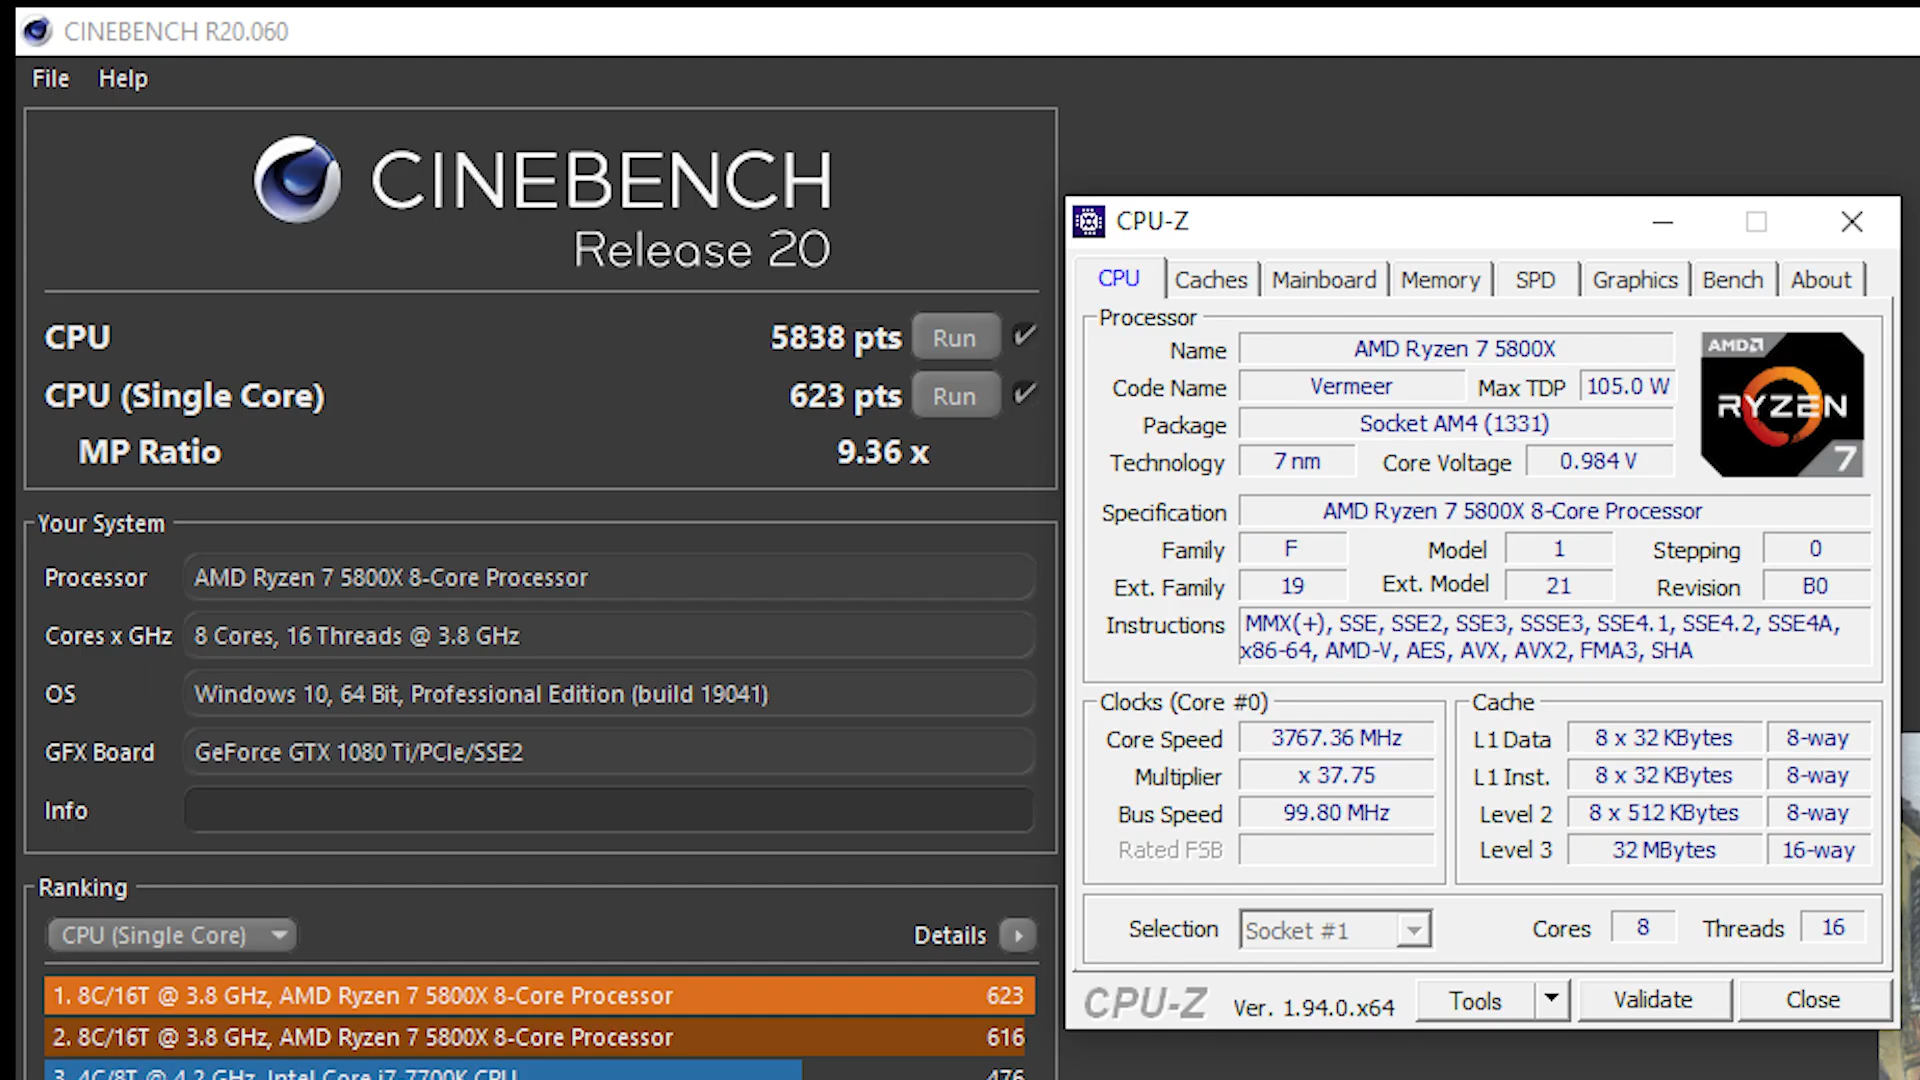 CINEBENCH R20.060
File Help
CINEBENCH
Release 20
CPU 5838 pts Run
CPU (Single Core) 623 pts Run
MP Ratio 9.36 x
Your System
Processor AMD Ryzen 7 5800X 8-Core Processor
Cores x GHz 8 Cores, 16 Threads @ 3.8 GHz
OS Windows 10, 64 Bit, Professional Edition (build 19041)
GFX Board GeForce GTX 1080 Ti/PCIe/SSE2
Info
Ranking
CPU (Single Core) Details
1. 8C/16T @ 3.8 GHz, AMD Ryzen 7 5800X 8-Core Processor 623
2. 8C/16T @ 3.8 GHz, AMD Ryzen 7 5800X 8-Core Processor 616
3. 4C/8T @ 4.2 GHz, Intel Core i7-7700K CPU 476
CPU-Z
CPU Caches Mainboard Memory SPD Graphics Bench About
Processor
Name AMD Ryzen 7 5800X
Code Name Vermeer Max TDP 105.0 W
Package Socket AM4 (1331)
Technology 7 nm Core Voltage 0.984 V
AMD
RYZEN
7
Specification AMD Ryzen 7 5800X 8-Core Processor
Family F Model 1 Stepping 0
Ext. Family 19 Ext. Model 21 Revision B0
Instructions MMX(+), SSE, SSE2, SSE3, SSSE3, SSE4.1, SSE4.2, SSE4A,
x86-64, AMD-V, AES, AVX, AVX2, FMA3, SHA
Clocks (Core #0)
Core Speed 3767.36 MHz
Multiplier x 37.75
Bus Speed 99.80 MHz
Rated FSB
Cache
L1 Data 8 x 32 KBytes 8-way
L1 Inst. 8 x 32 KBytes 8-way
Level 2 8 x 512 KBytes 8-way
Level 3 32 MBytes 16-way
Selection Socket #1 Cores 8 Threads 16
CPU-Z Ver. 1.94.0.x64 Tools Validate Close